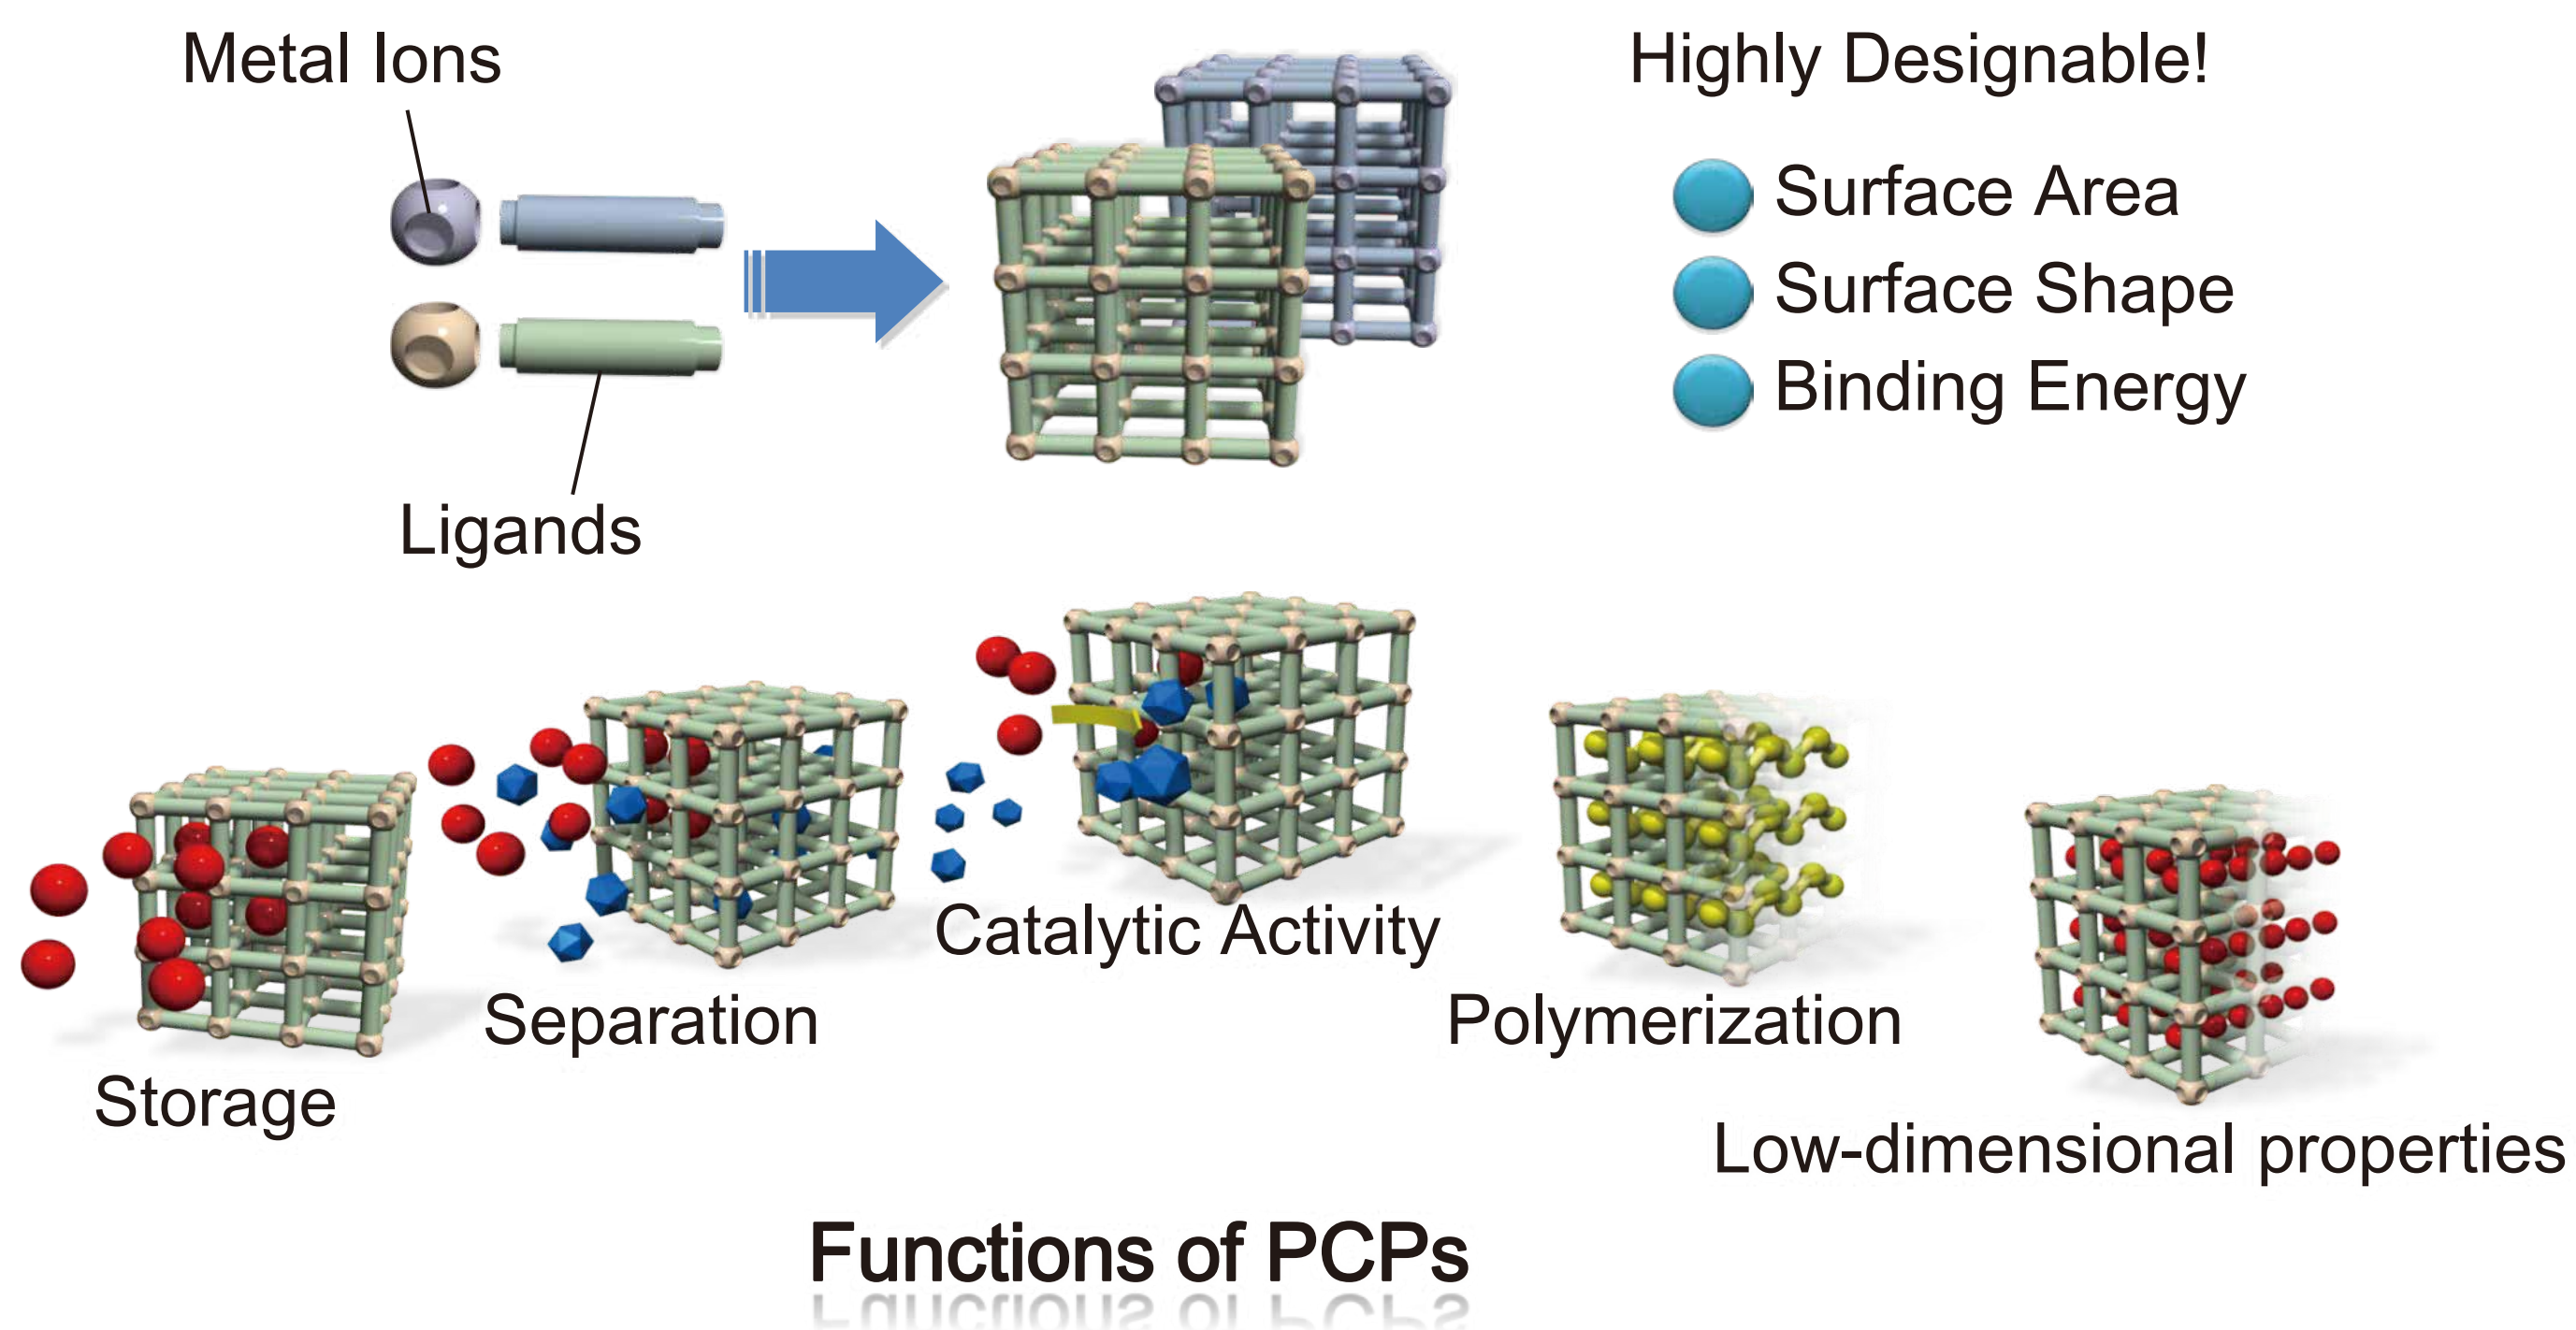 Metal Ions
Ligands
Highly Designable!
Surface Area
Surface Shape
Binding Energy
Storage
Separation
Catalytic Activity
Polymerization
Low-dimensional properties
Functions of PCPs